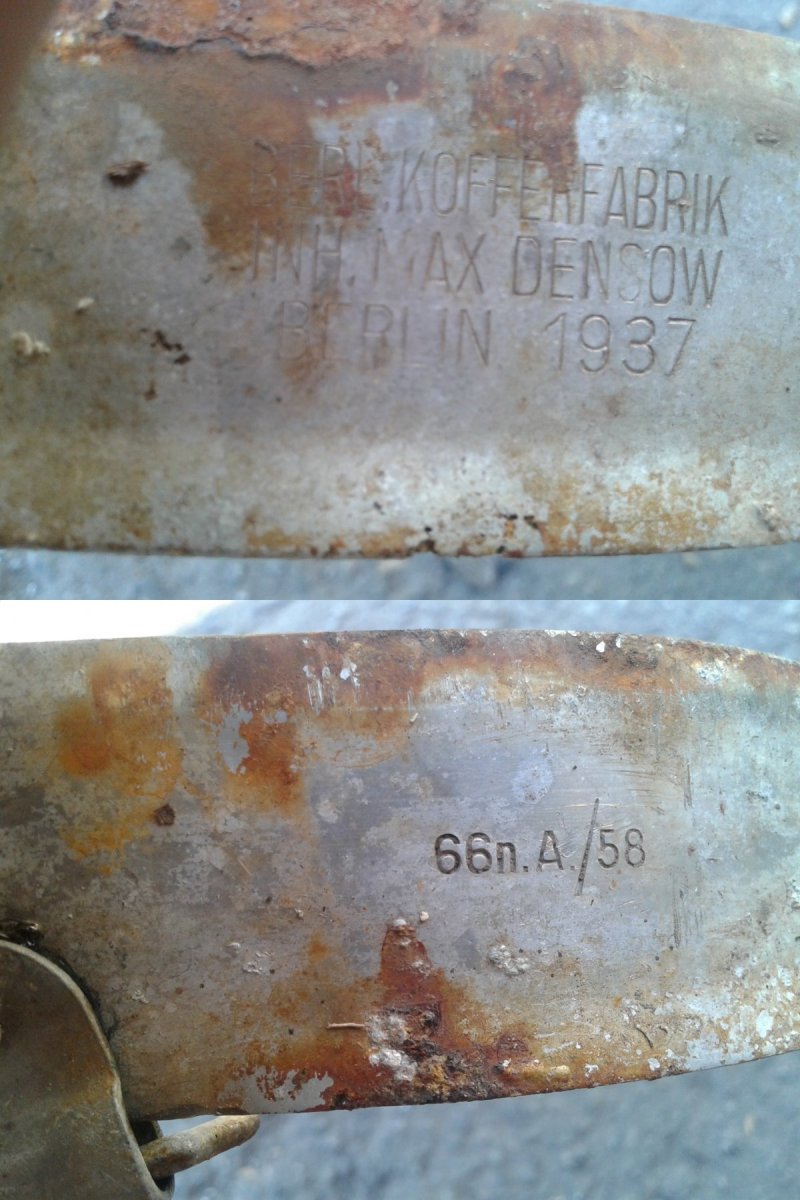 BERL.KOFFERFABRIK
INH. MAX DENSOW
BERLIN 1937
66n.A./58